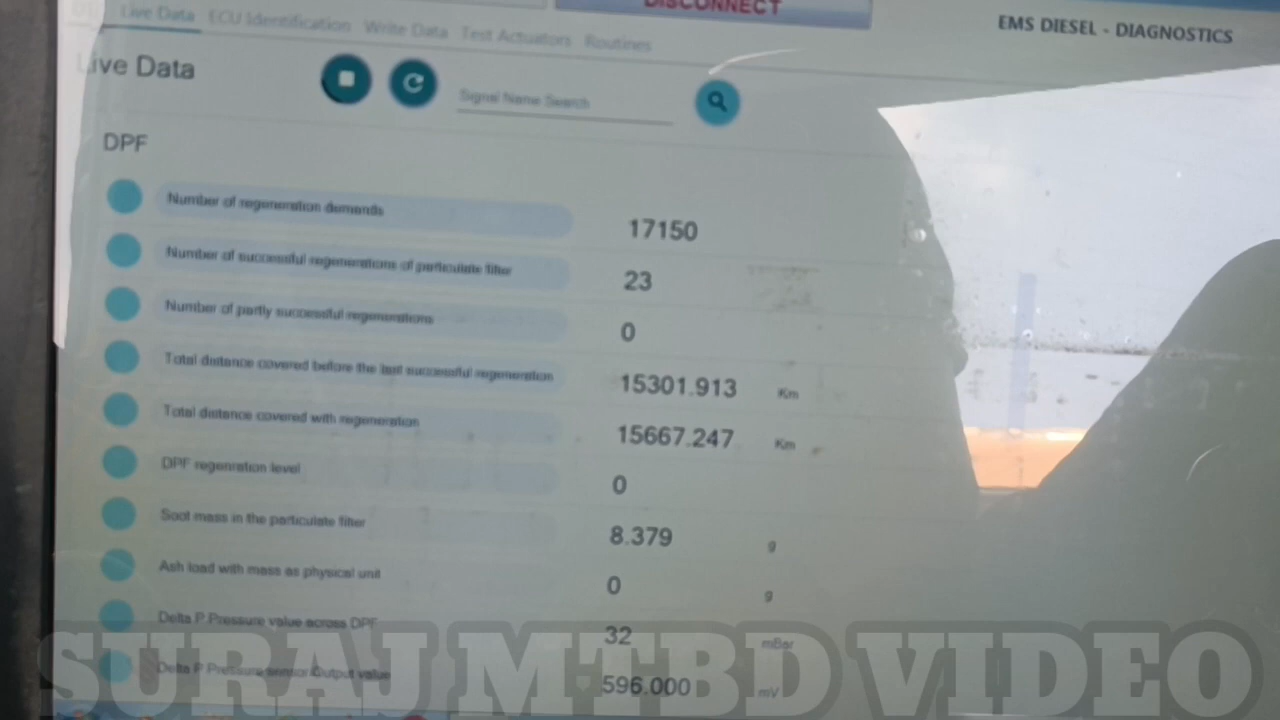 DISCONNECT
EMS DIESEL - DIAGNOSTICS
Live Data ECU Identification Write Data Test Actuators Routines
Live Data
Signal Name Search
DPF
Number of regeneration demands 17150
Number of successful regenerations of particulate filter 23
Number of partly successful regenerations 0
Total distance covered before the last successful regeneration 15301.913 Km
Total distance covered with regeneration 15667.247 Km
DPF regenration level 0
Soot mass in the particulate filter 8.379 g
Ash load with mass as physical unit 0 g
Delta P Pressure value across DPF 32 mBar
Delta P Pressure sensor Output value 596.000 mV
SURAJ MTBD VIDEO